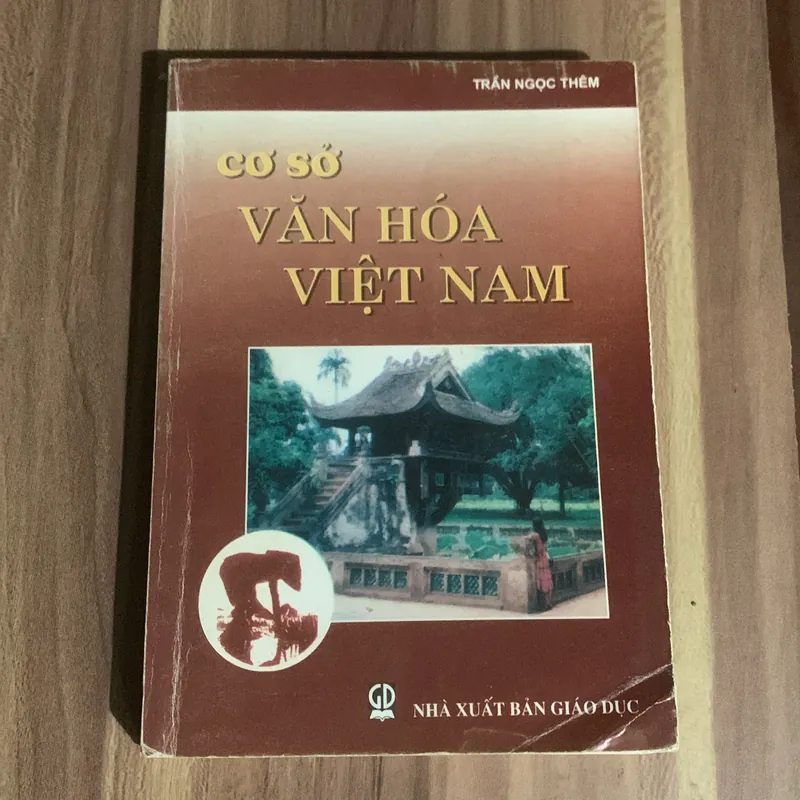 TRẦN NGỌC THÊM
CƠ SỞ
VĂN HÓA
VIỆT NAM
GD
NHÀ XUẤT BẢN GIÁO DỤC